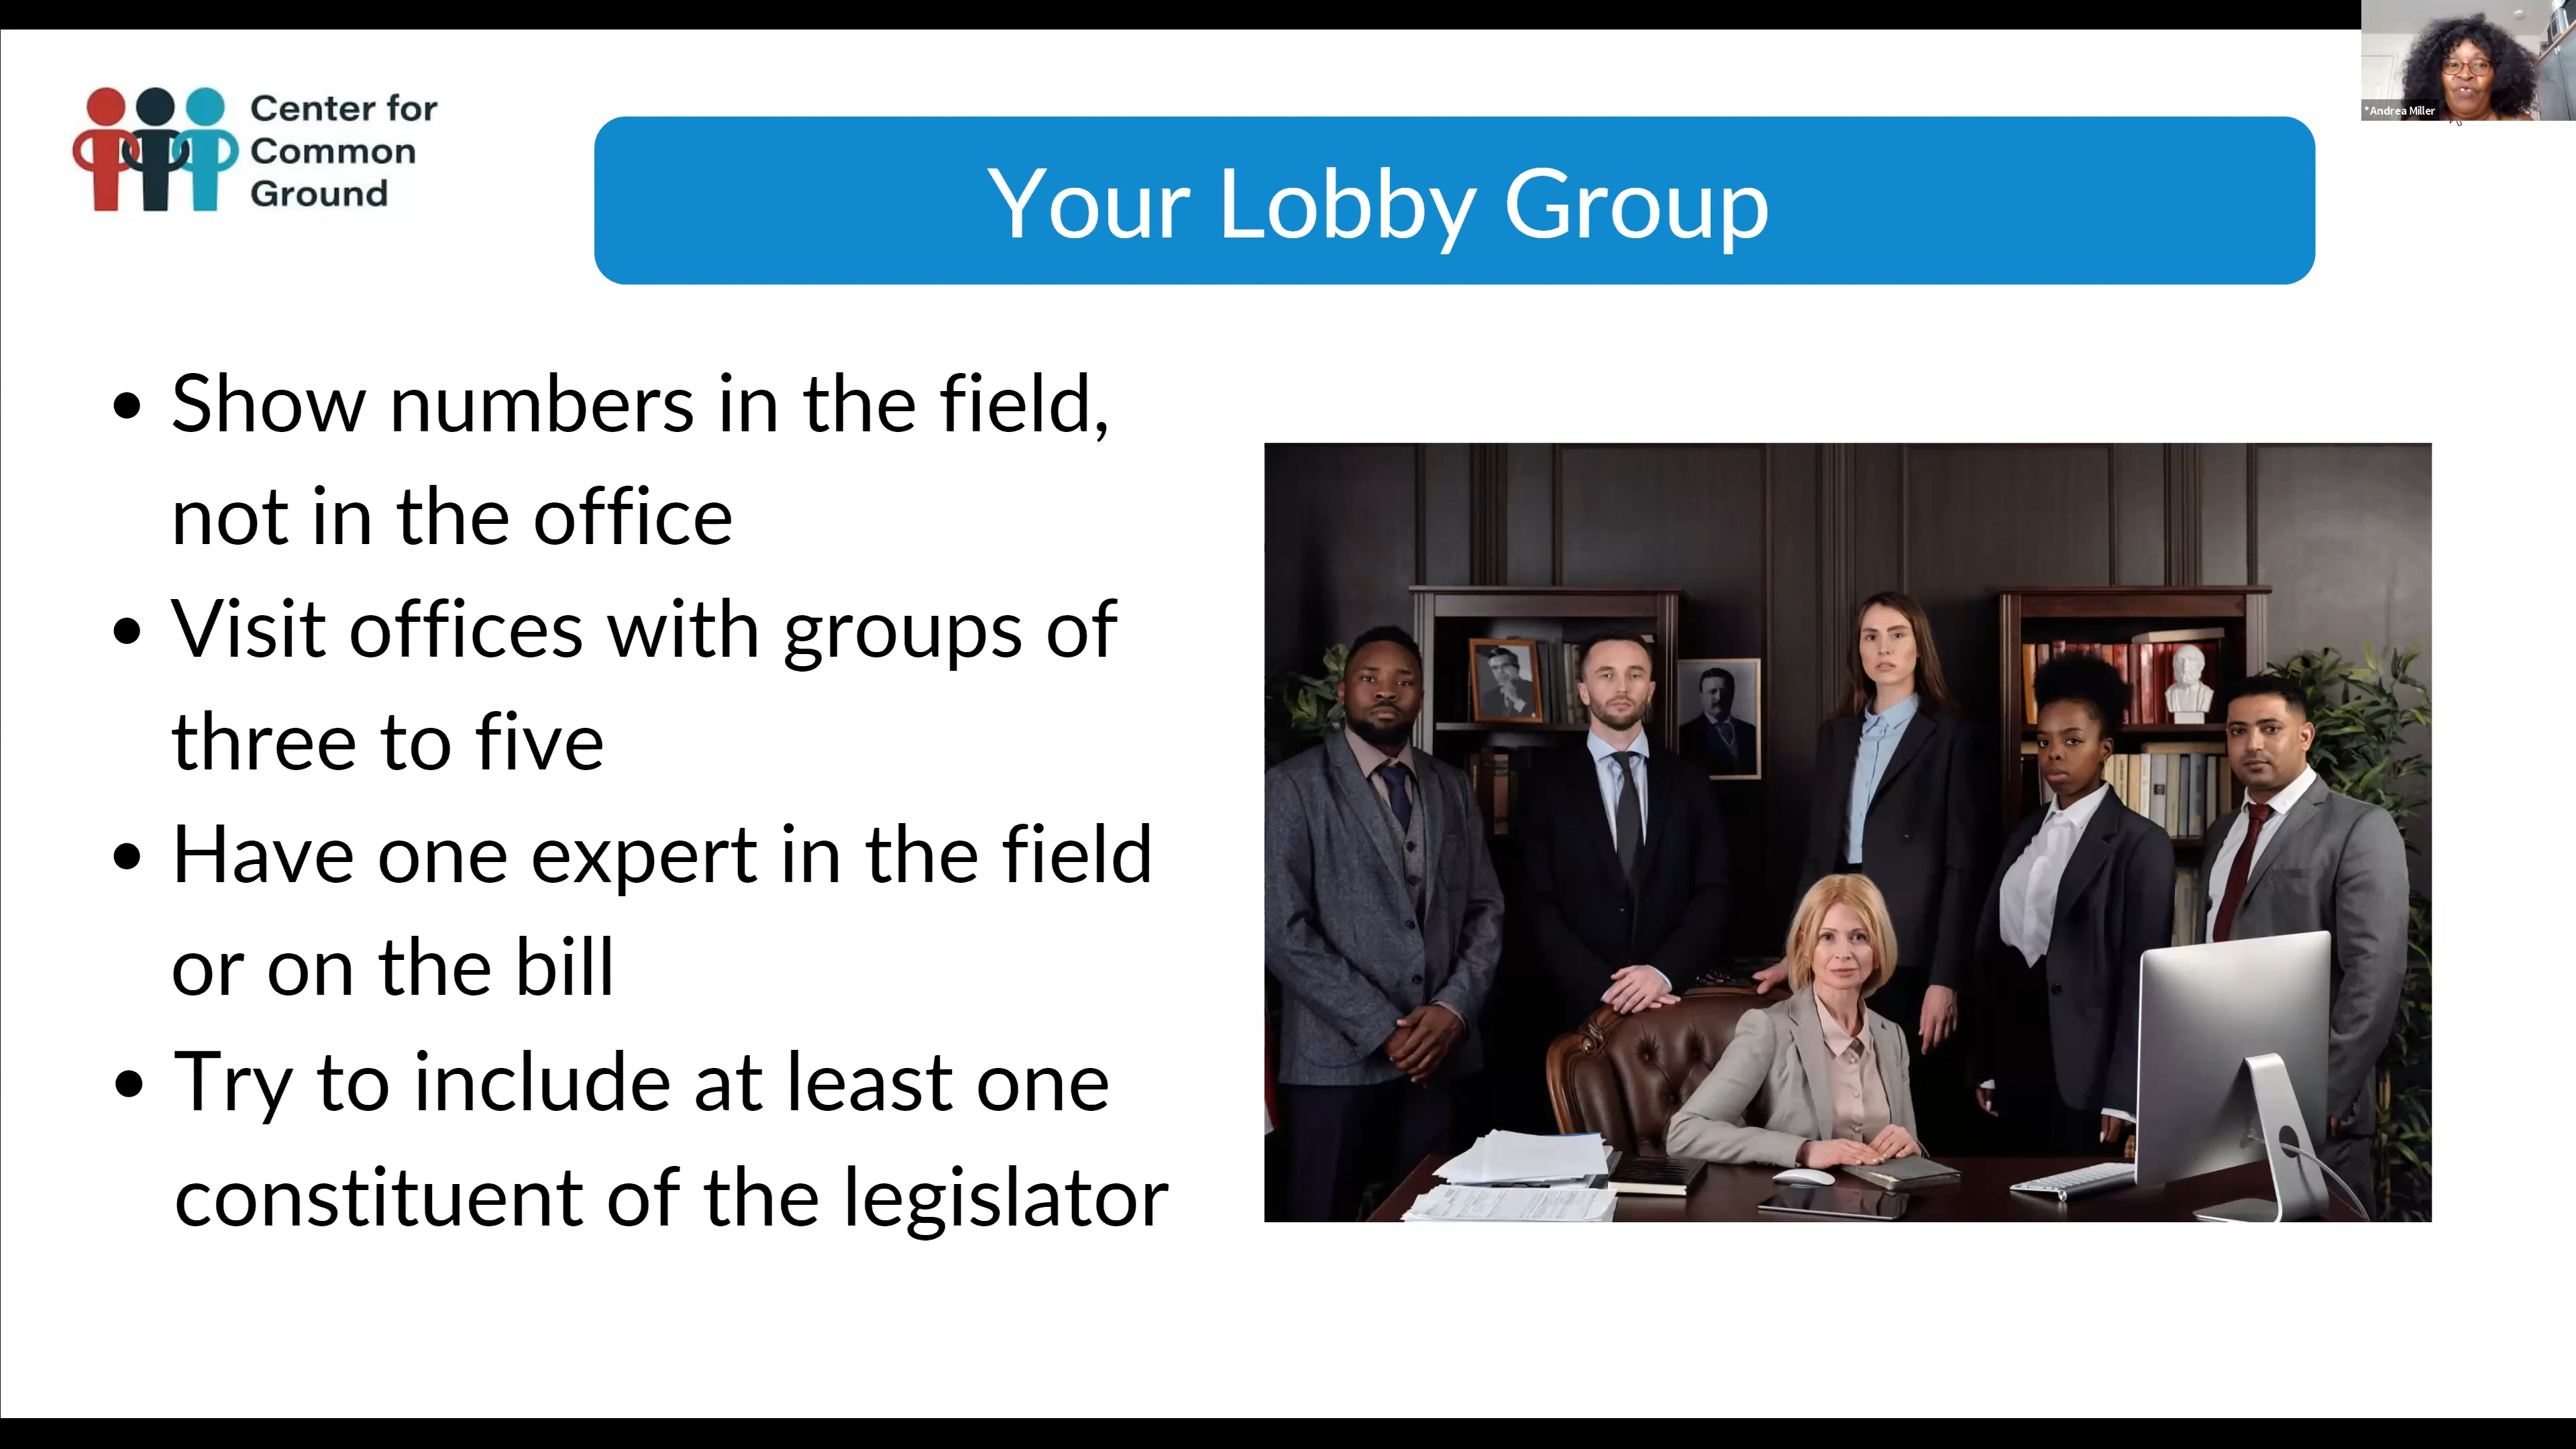 Center for
Common
Ground
Your Lobby Group
*Andrea Miller
• Show numbers in the field,
not in the office
• Visit offices with groups of
three to five
• Have one expert in the field
or on the bill
• Try to include at least one
constituent of the legislator